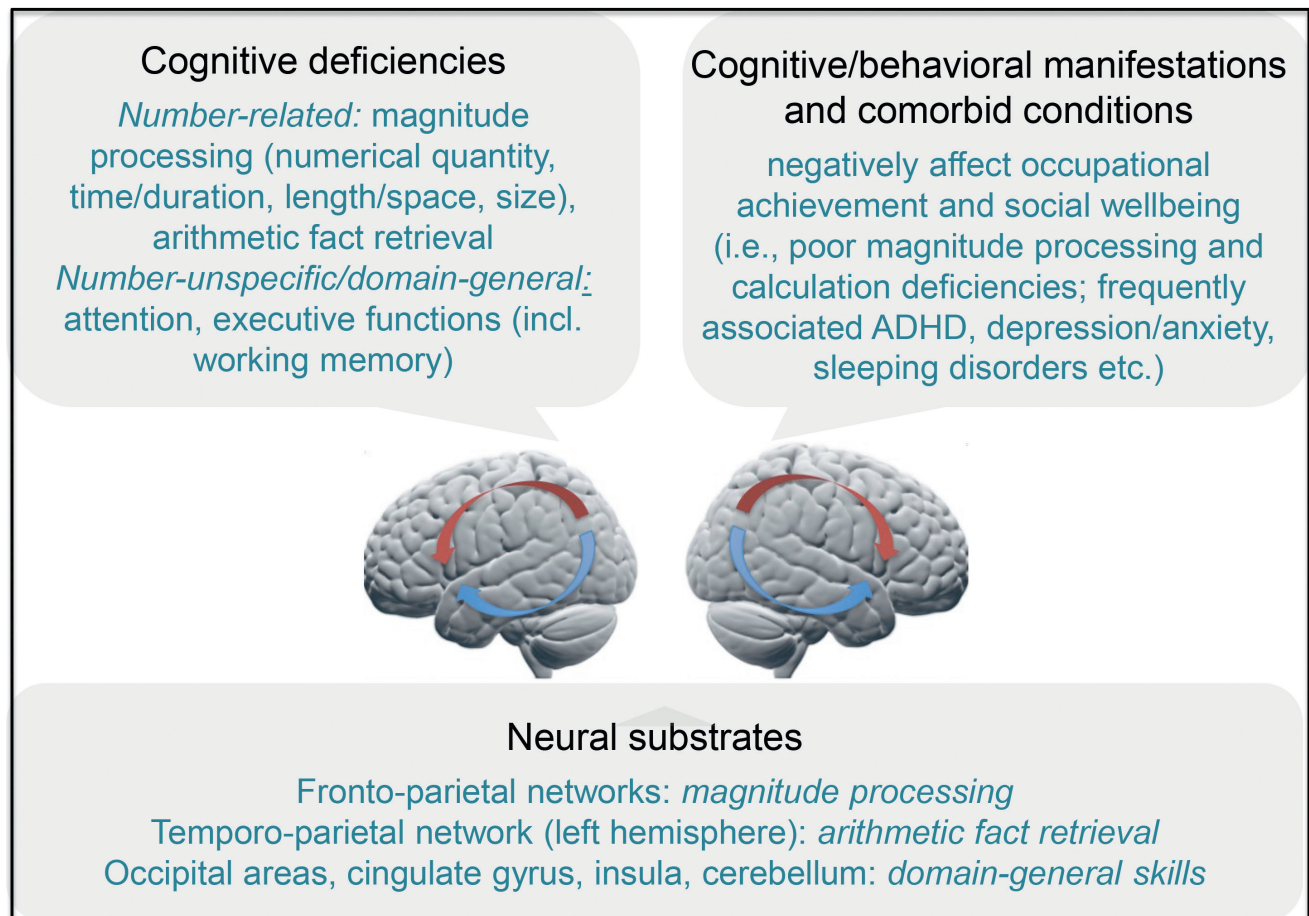 Cognitive deficiencies
Number-related: magnitude
processing (numerical quantity,
time/duration, length/space, size),
arithmetic fact retrieval
Number-unspecific/domain-general:
attention, executive functions (incl.
working memory)
Cognitive/behavioral manifestations
and comorbid conditions
negatively affect occupational
achievement and social wellbeing
(i.e., poor magnitude processing and
calculation deficiencies; frequently
associated ADHD, depression/anxiety,
sleeping disorders etc.)
Neural substrates
Fronto-parietal networks: magnitude processing
Temporo-parietal network (left hemisphere): arithmetic fact retrieval
Occipital areas, cingulate gyrus, insula, cerebellum: domain-general skills